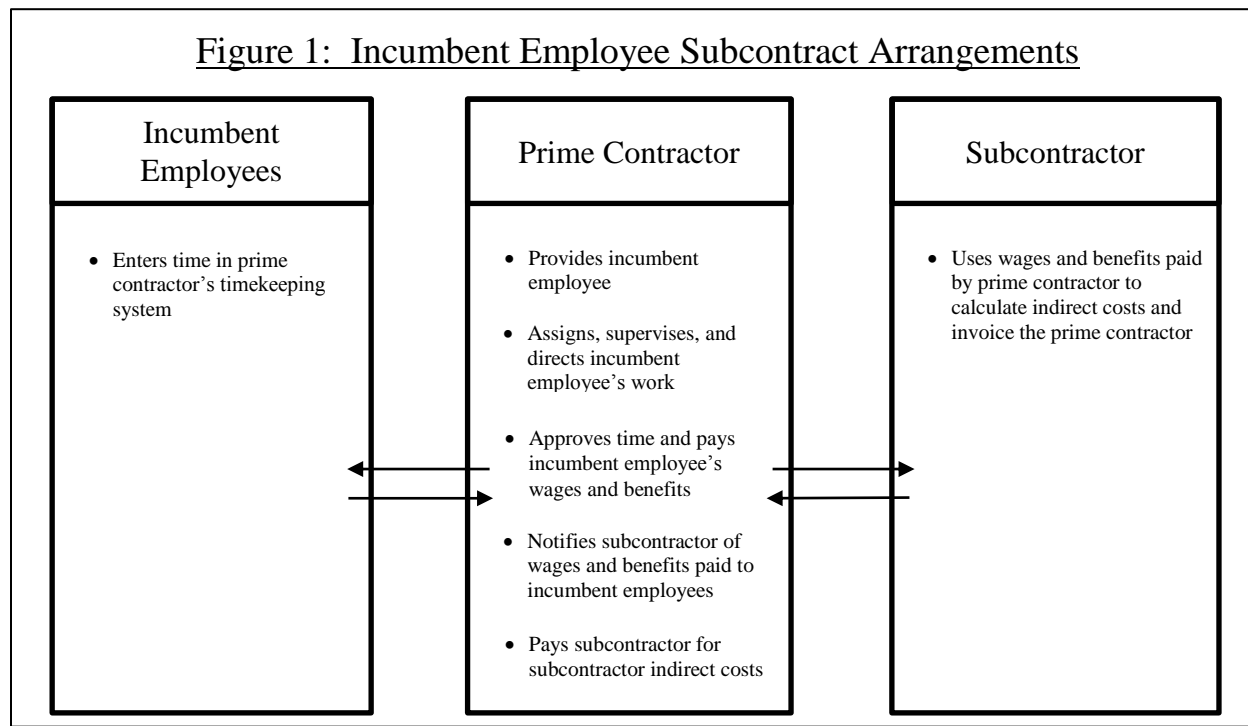 Figure 1:  Incumbent Employee Subcontract Arrangements
Incumbent
Employees
• Enters time in prime
contractor’s timekeeping
system
Prime Contractor
• Provides incumbent
employee
• Assigns, supervises, and
directs incumbent
employee’s work
• Approves time and pays
incumbent employee’s
wages and benefits
• Notifies subcontractor of
wages and benefits paid to
incumbent employees
• Pays subcontractor for
subcontractor indirect costs
Subcontractor
• Uses wages and benefits paid
by prime contractor to
calculate indirect costs and
invoice the prime contractor